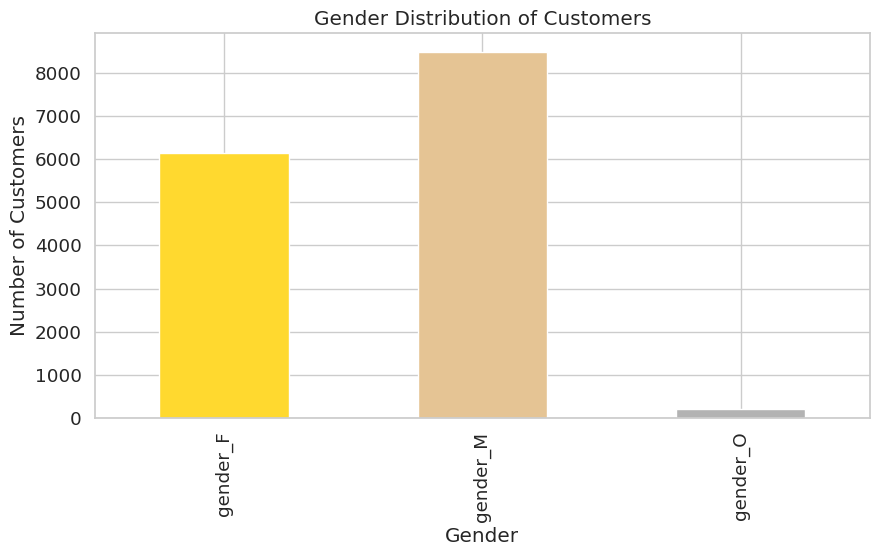 Gender Distribution of Customers
Number of Customers
8000
7000
6000
5000
4000
3000
2000
1000
0
gender_F
gender_M
gender_O
Gender